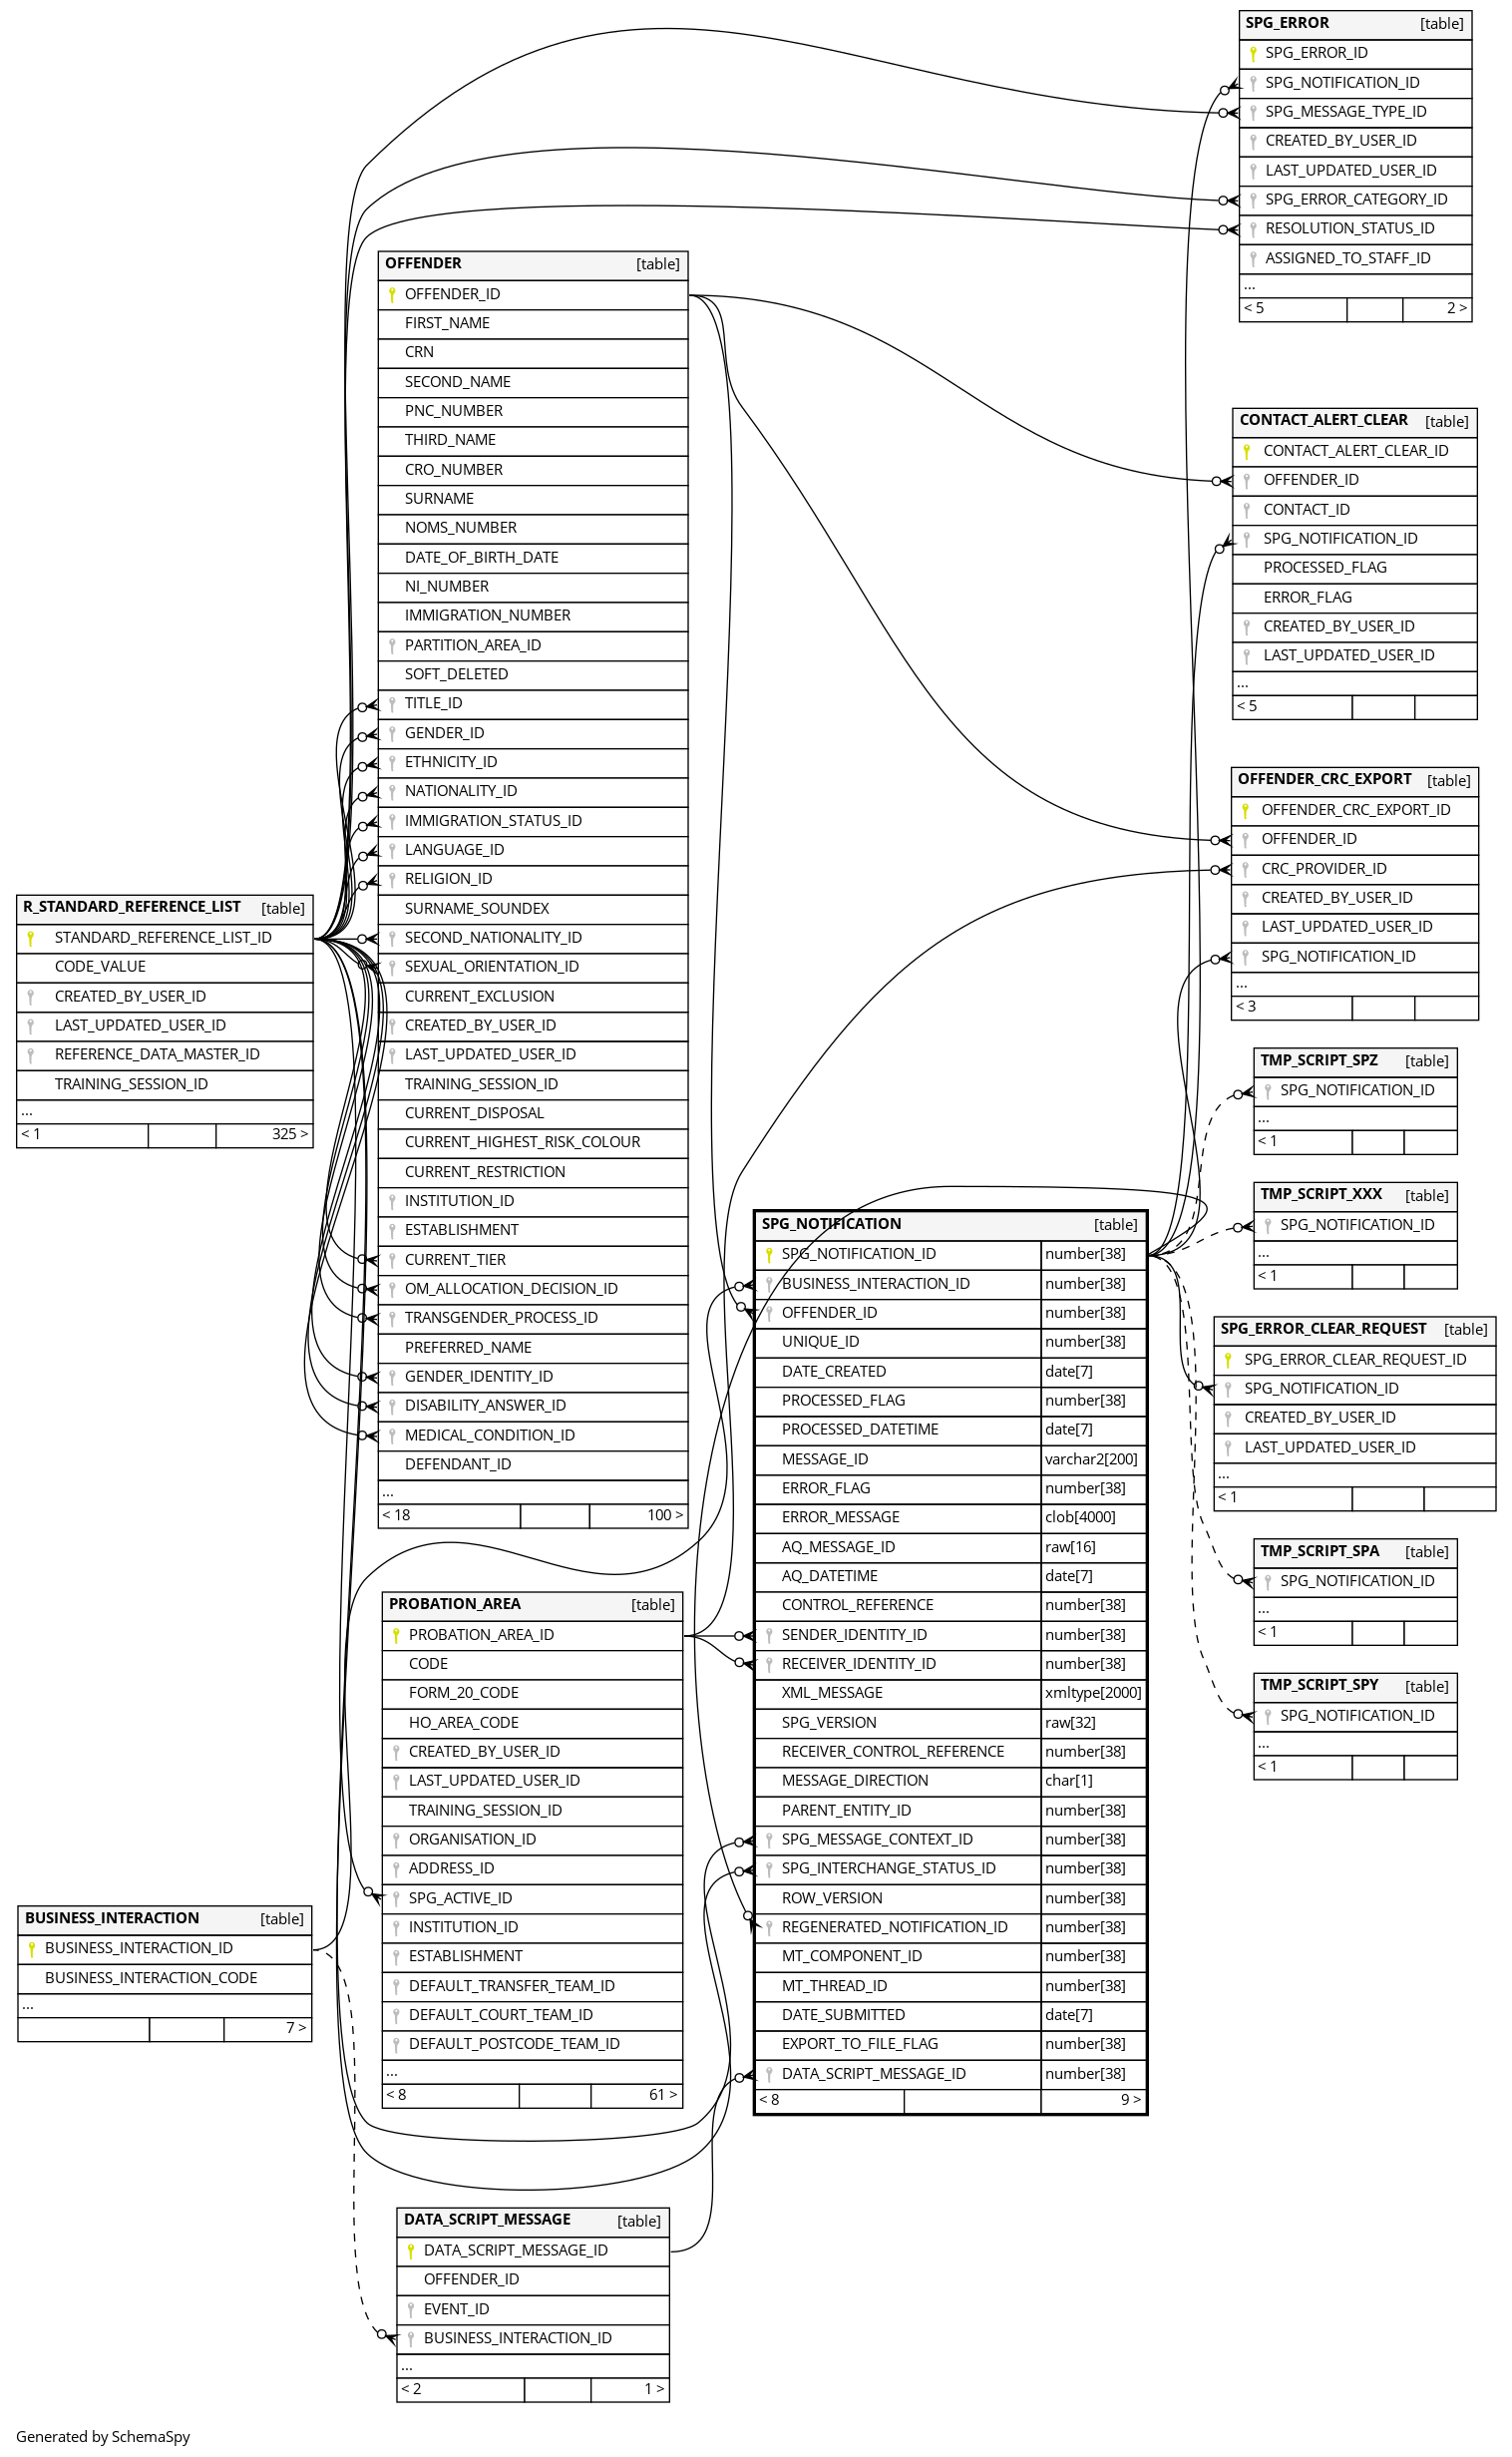 SPG_ERROR [table]
SPG_ERROR_ID
SPG_NOTIFICATION_ID
SPG_MESSAGE_TYPE_ID
CREATED_BY_USER_ID
LAST_UPDATED_USER_ID
SPG_ERROR_CATEGORY_ID
RESOLUTION_STATUS_ID
ASSIGNED_TO_STAFF_ID
...
< 5 2 >
OFFENDER [table]
OFFENDER_ID
FIRST_NAME
CRN
SECOND_NAME
PNC_NUMBER
THIRD_NAME
CRO_NUMBER
SURNAME
NOMS_NUMBER
DATE_OF_BIRTH_DATE
NI_NUMBER
IMMIGRATION_NUMBER
PARTITION_AREA_ID
SOFT_DELETED
TITLE_ID
GENDER_ID
ETHNICITY_ID
NATIONALITY_ID
IMMIGRATION_STATUS_ID
LANGUAGE_ID
RELIGION_ID
SURNAME_SOUNDEX
SECOND_NATIONALITY_ID
SEXUAL_ORIENTATION_ID
CURRENT_EXCLUSION
CREATED_BY_USER_ID
LAST_UPDATED_USER_ID
TRAINING_SESSION_ID
CURRENT_DISPOSAL
CURRENT_HIGHEST_RISK_COLOUR
CURRENT_RESTRICTION
INSTITUTION_ID
ESTABLISHMENT
CURRENT_TIER
OM_ALLOCATION_DECISION_ID
TRANSGENDER_PROCESS_ID
PREFERRED_NAME
GENDER_IDENTITY_ID
DISABILITY_ANSWER_ID
MEDICAL_CONDITION_ID
DEFENDANT_ID
...
< 18 100 >
CONTACT_ALERT_CLEAR [table]
CONTACT_ALERT_CLEAR_ID
OFFENDER_ID
CONTACT_ID
SPG_NOTIFICATION_ID
PROCESSED_FLAG
ERROR_FLAG
CREATED_BY_USER_ID
LAST_UPDATED_USER_ID
...
< 5
OFFENDER_CRC_EXPORT [table]
OFFENDER_CRC_EXPORT_ID
OFFENDER_ID
CRC_PROVIDER_ID
CREATED_BY_USER_ID
LAST_UPDATED_USER_ID
SPG_NOTIFICATION_ID
...
< 3
R_STANDARD_REFERENCE_LIST [table]
STANDARD_REFERENCE_LIST_ID
CODE_VALUE
CREATED_BY_USER_ID
LAST_UPDATED_USER_ID
REFERENCE_DATA_MASTER_ID
TRAINING_SESSION_ID
...
< 1 325 >
TMP_SCRIPT_SPZ [table]
SPG_NOTIFICATION_ID
...
< 1
TMP_SCRIPT_XXX [table]
SPG_NOTIFICATION_ID
...
< 1
SPG_NOTIFICATION [table]
SPG_NOTIFICATION_ID number[38]
BUSINESS_INTERACTION_ID number[38]
OFFENDER_ID number[38]
UNIQUE_ID number[38]
DATE_CREATED date[7]
PROCESSED_FLAG number[38]
PROCESSED_DATETIME date[7]
MESSAGE_ID varchar2[200]
ERROR_FLAG number[38]
ERROR_MESSAGE clob[4000]
AQ_MESSAGE_ID raw[16]
AQ_DATETIME date[7]
CONTROL_REFERENCE number[38]
SENDER_IDENTITY_ID number[38]
RECEIVER_IDENTITY_ID number[38]
XML_MESSAGE xmltype[2000]
SPG_VERSION raw[32]
RECEIVER_CONTROL_REFERENCE number[38]
MESSAGE_DIRECTION char[1]
PARENT_ENTITY_ID number[38]
SPG_MESSAGE_CONTEXT_ID number[38]
SPG_INTERCHANGE_STATUS_ID number[38]
ROW_VERSION number[38]
REGENERATED_NOTIFICATION_ID number[38]
MT_COMPONENT_ID number[38]
MT_THREAD_ID number[38]
DATE_SUBMITTED date[7]
EXPORT_TO_FILE_FLAG number[38]
DATA_SCRIPT_MESSAGE_ID number[38]
< 8 9 >
SPG_ERROR_CLEAR_REQUEST [table]
SPG_ERROR_CLEAR_REQUEST_ID
SPG_NOTIFICATION_ID
CREATED_BY_USER_ID
LAST_UPDATED_USER_ID
...
< 1
TMP_SCRIPT_SPA [table]
SPG_NOTIFICATION_ID
...
< 1
TMP_SCRIPT_SPY [table]
SPG_NOTIFICATION_ID
...
< 1
PROBATION_AREA [table]
PROBATION_AREA_ID
CODE
FORM_20_CODE
HO_AREA_CODE
CREATED_BY_USER_ID
LAST_UPDATED_USER_ID
TRAINING_SESSION_ID
ORGANISATION_ID
ADDRESS_ID
SPG_ACTIVE_ID
INSTITUTION_ID
ESTABLISHMENT
DEFAULT_TRANSFER_TEAM_ID
DEFAULT_COURT_TEAM_ID
DEFAULT_POSTCODE_TEAM_ID
...
< 8 61 >
BUSINESS_INTERACTION [table]
BUSINESS_INTERACTION_ID
BUSINESS_INTERACTION_CODE
...
7 >
DATA_SCRIPT_MESSAGE [table]
DATA_SCRIPT_MESSAGE_ID
OFFENDER_ID
EVENT_ID
BUSINESS_INTERACTION_ID
...
< 2 1 >
Generated by SchemaSpy